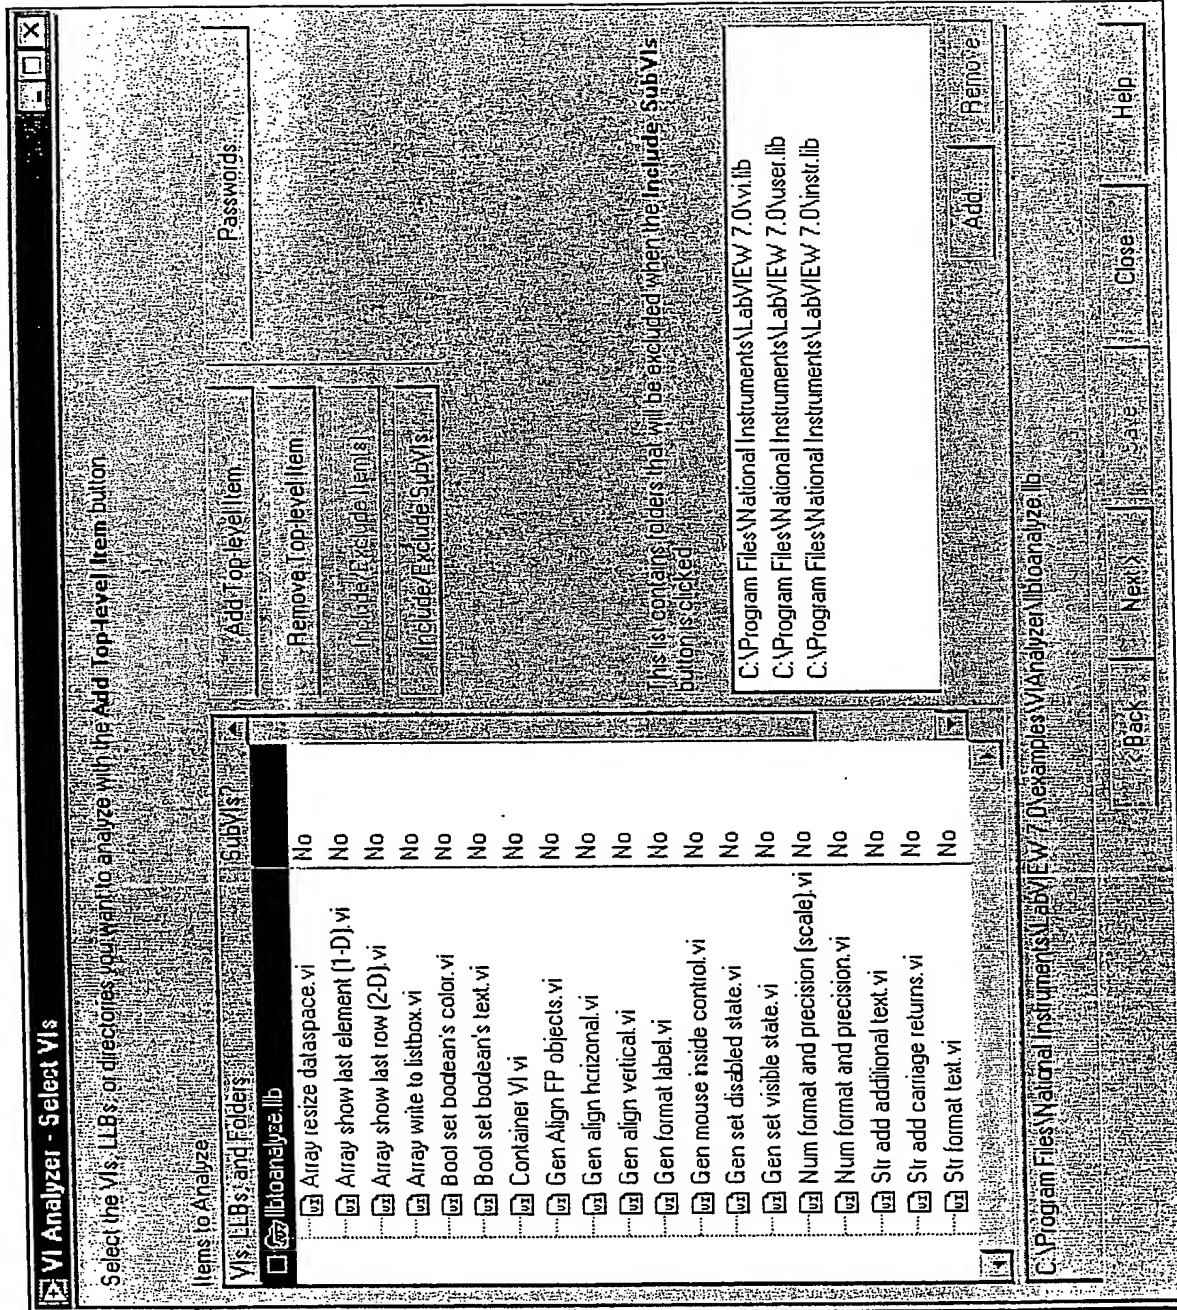 VI Analyzer - Select VIs
Select the VIs, LLBs, or directories you want to analyze with the Add Top-level Item button.
Items to Analyze
VIs, LLBs, and Folders
SubVIs?
lbloanalyze.llb
Array resize dataspace.vi No
Array show last element (1-D).vi No
Array show last row (2-D).vi No
Array write to listbox.vi No
Bool set boolean's color.vi No
Bool set boolean's text.vi No
Container VI.vi No
Gen Align FP objects.vi No
Gen align horizonal.vi No
Gen align vertical.vi No
Gen format label.vi No
Gen mouse inside control.vi No
Gen set disabled state.vi No
Gen set visible state.vi No
Num format and precision (scale).vi No
Num format and precision.vi No
Str add additional text.vi No
Str add carriage returns.vi No
Str format text.vi No
Add Top-level Item...
Remove Top-level Item
Include/Exclude Item(s)
Include/Exclude SubVIs
Passwords...
This list contains folders that will be excluded when the Include SubVIs
button is clicked
C:\Program Files\National Instruments\LabVIEW 7.0\vi.lib
C:\Program Files\National Instruments\LabVIEW 7.0\user.lib
C:\Program Files\National Instruments\LabVIEW 7.0\instr.lib
Add...
Remove
C:\Program Files\National Instruments\LabVIEW 7.0\examples\VIAnalyzer\lbloanalyze.llb
< Back
Next >
Save
Close
Help